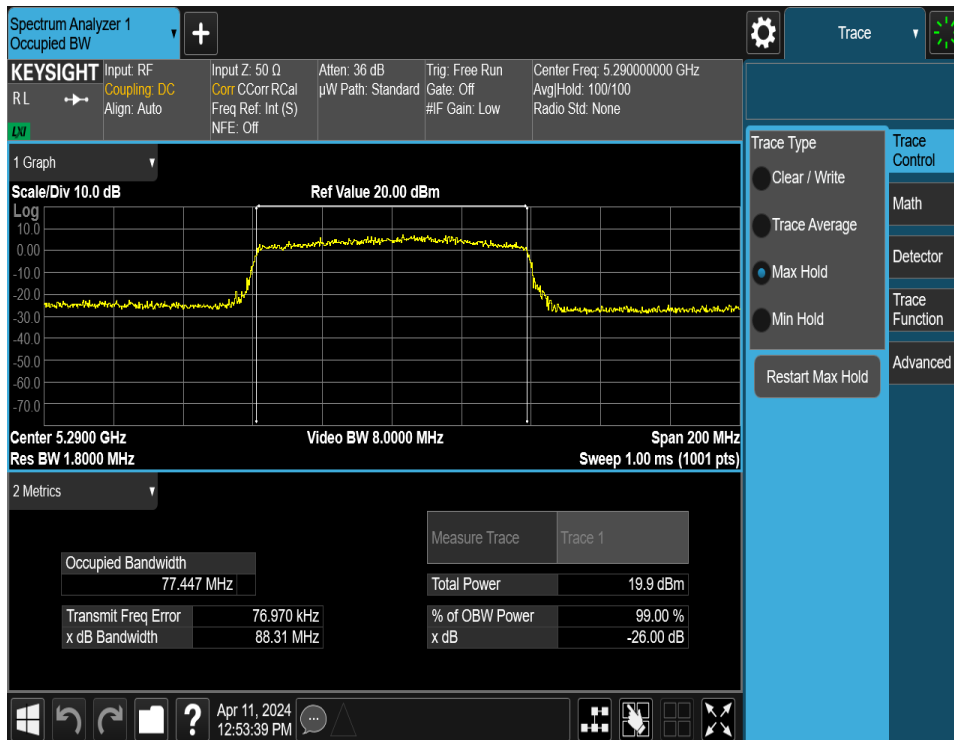 Spectrum Analyzer 1
Occupied BW
+
Trace
KEYSIGHT
RL
LXI
Input: RF
Coupling: DC
Align: Auto
Input Z: 50 Ω
Corr CCorr RCal
Freq Ref: Int (S)
NFE: Off
Atten: 36 dB
µW Path: Standard
Trig: Free Run
Gate: Off
#IF Gain: Low
Center Freq: 5.290000000 GHz
Avg|Hold: 100/100
Radio Std: None
1 Graph
Scale/Div 10.0 dB
Ref Value 20.00 dBm
Log
10.0
0.00
-10.0
-20.0
-30.0
-40.0
-50.0
-60.0
-70.0
Center 5.2900 GHz
Video BW 8.0000 MHz
Span 200 MHz
Res BW 1.8000 MHz
Sweep 1.00 ms (1001 pts)
2 Metrics
Measure Trace Trace 1
Occupied Bandwidth
77.447 MHz
Total Power 19.9 dBm
Transmit Freq Error 76.970 kHz
% of OBW Power 99.00 %
x dB Bandwidth 88.31 MHz
x dB -26.00 dB
Trace Type
Clear / Write
Trace Average
Max Hold
Min Hold
Restart Max Hold
Trace
Control
Math
Detector
Trace
Function
Advanced
?
Apr 11, 2024
12:53:39 PM